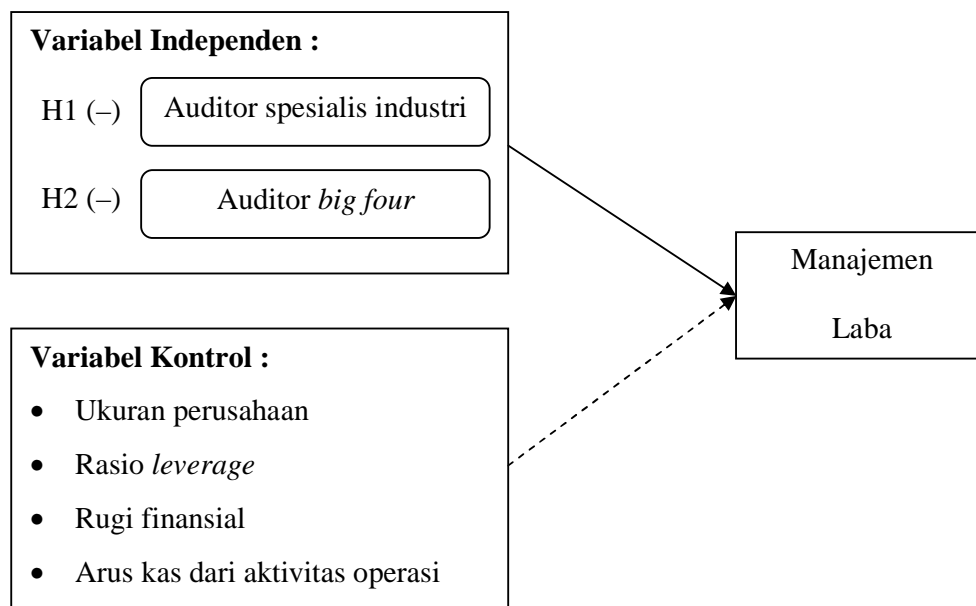 Variabel Independen :
H1 (–) Auditor spesialis industri
H2 (–) Auditor big four
Manajemen
Laba
Variabel Kontrol :
• Ukuran perusahaan
• Rasio leverage
• Rugi finansial
• Arus kas dari aktivitas operasi